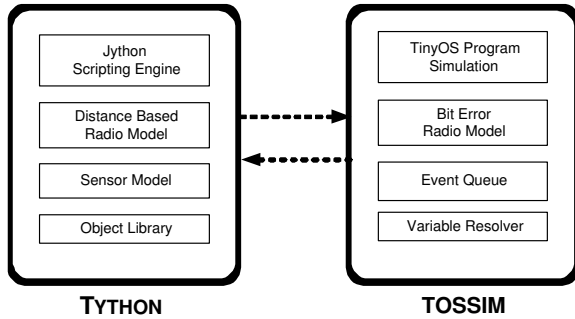 Jython
Scripting Engine
Distance Based
Radio Model
Sensor Model
Object Library
TYTHON
TinyOS Program
Simulation
Bit Error
Radio Model
Event Queue
Variable Resolver
TOSSIM